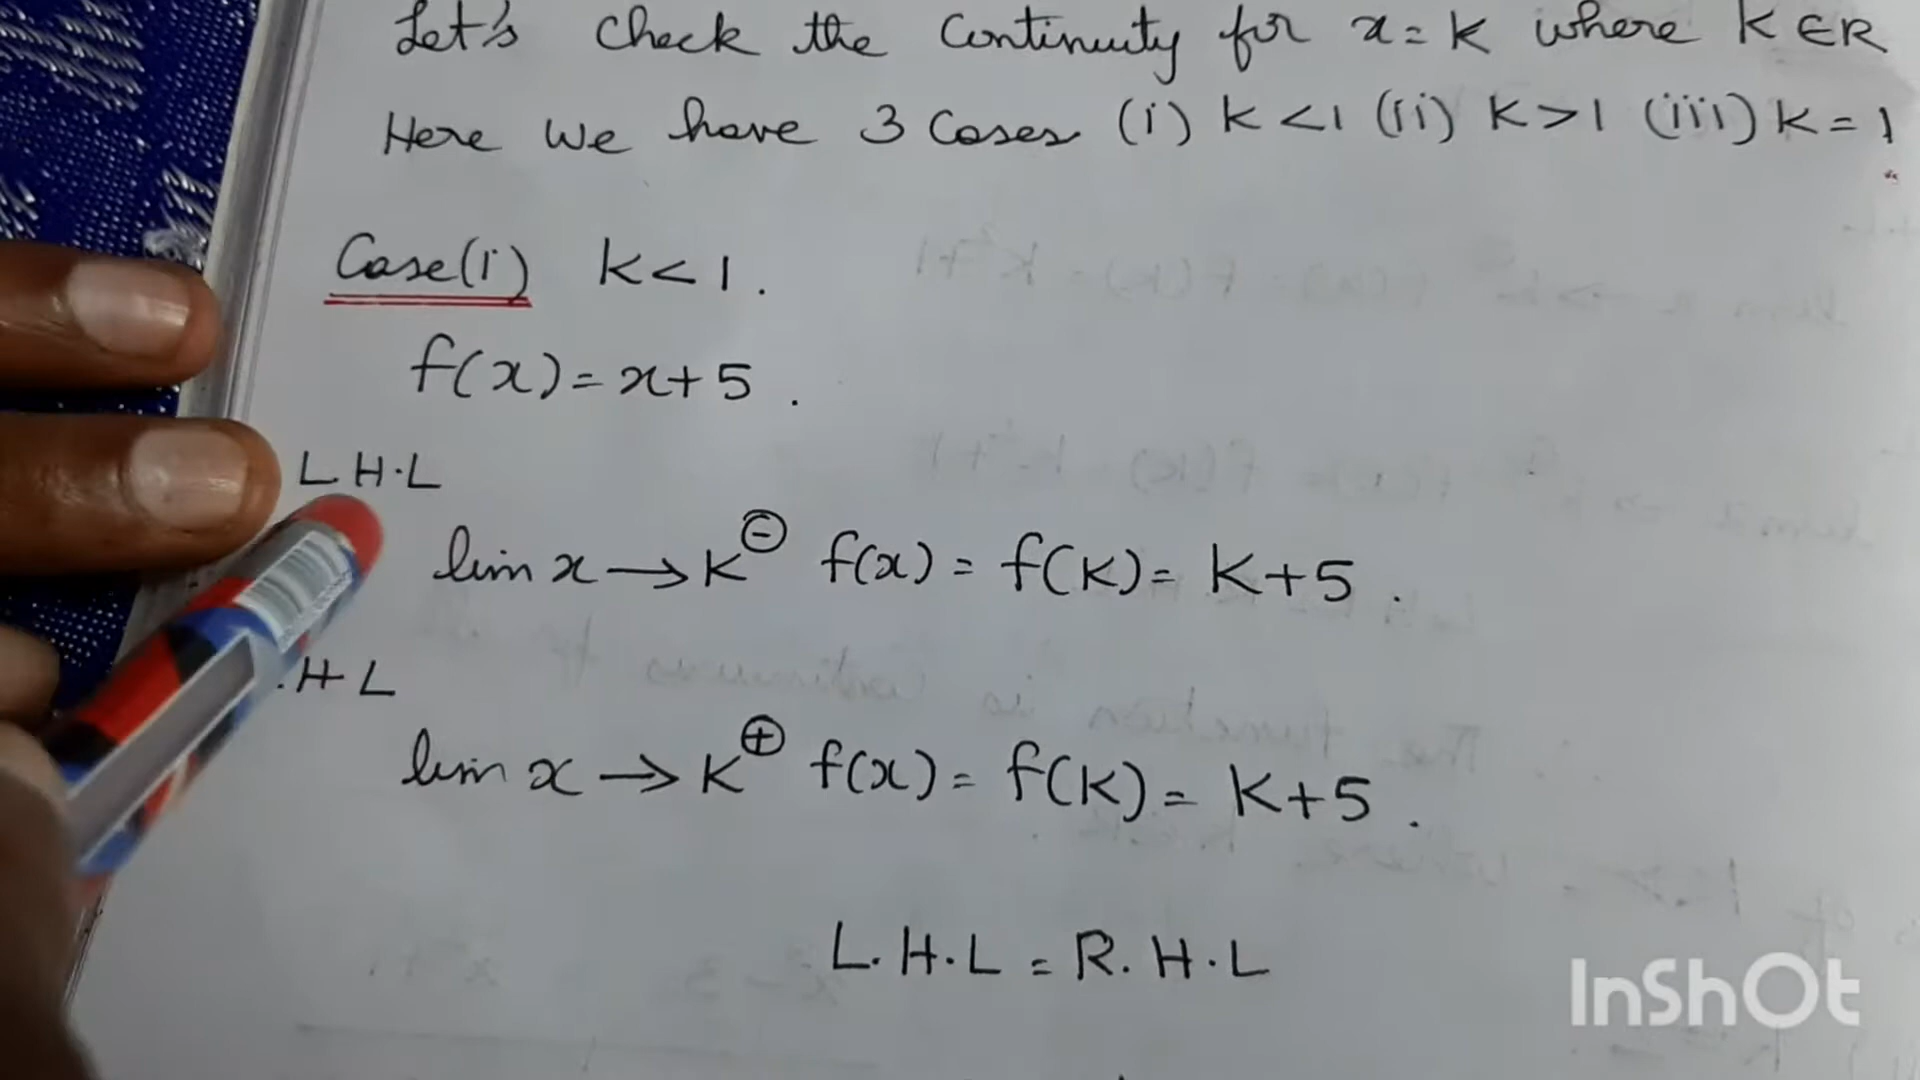 Let's check the Continuity for x = K where K ∈ R
Here we have 3 Cases (i) K < 1 (ii) K > 1 (iii) K = 1
Case(i) K < 1.
f(x) = x + 5 .
L H·L
lim x → K⊖ f(x) = f(K) = K + 5 .
.H L
lim x → K⊕ f(x) = f(K) = K + 5 .
L. H. L = R. H. L
InShOt